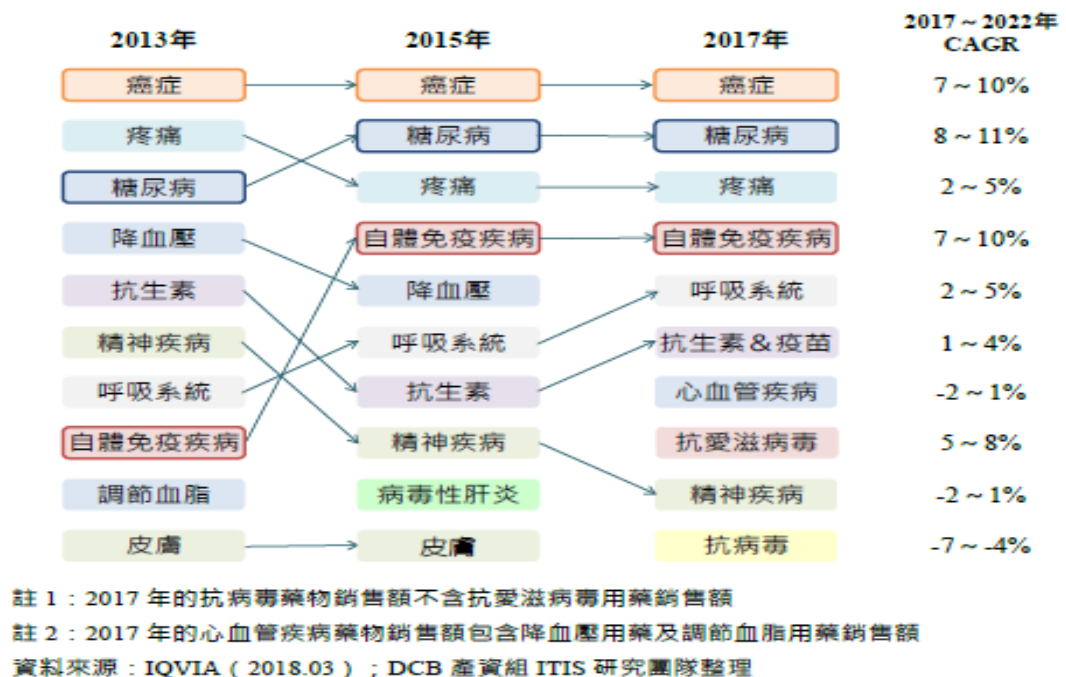 2013年 2015年 2017年 2017～2022年 CAGR
癌症 癌症 癌症 7～10%
疼痛 糖尿病 糖尿病 8～11%
糖尿病 疼痛 疼痛 2～5%
降血壓 自體免疫疾病 自體免疫疾病 7～10%
抗生素 降血壓 呼吸系統 2～5%
精神疾病 呼吸系統 抗生素＆疫苗 1～4%
呼吸系統 抗生素 心血管疾病 -2～1%
自體免疫疾病 精神疾病 抗愛滋病毒 5～8%
調節血脂 病毒性肝炎 精神疾病 -2～1%
皮膚 皮膚 抗病毒 -7～-4%
註 1：2017 年的抗病毒藥物銷售額不含抗愛滋病毒用藥銷售額
註 2：2017 年的心血管疾病藥物銷售額包含降血壓用藥及調節血脂用藥銷售額
資料來源：IQVIA（2018.03）；DCB 產資組 ITIS 研究團隊整理